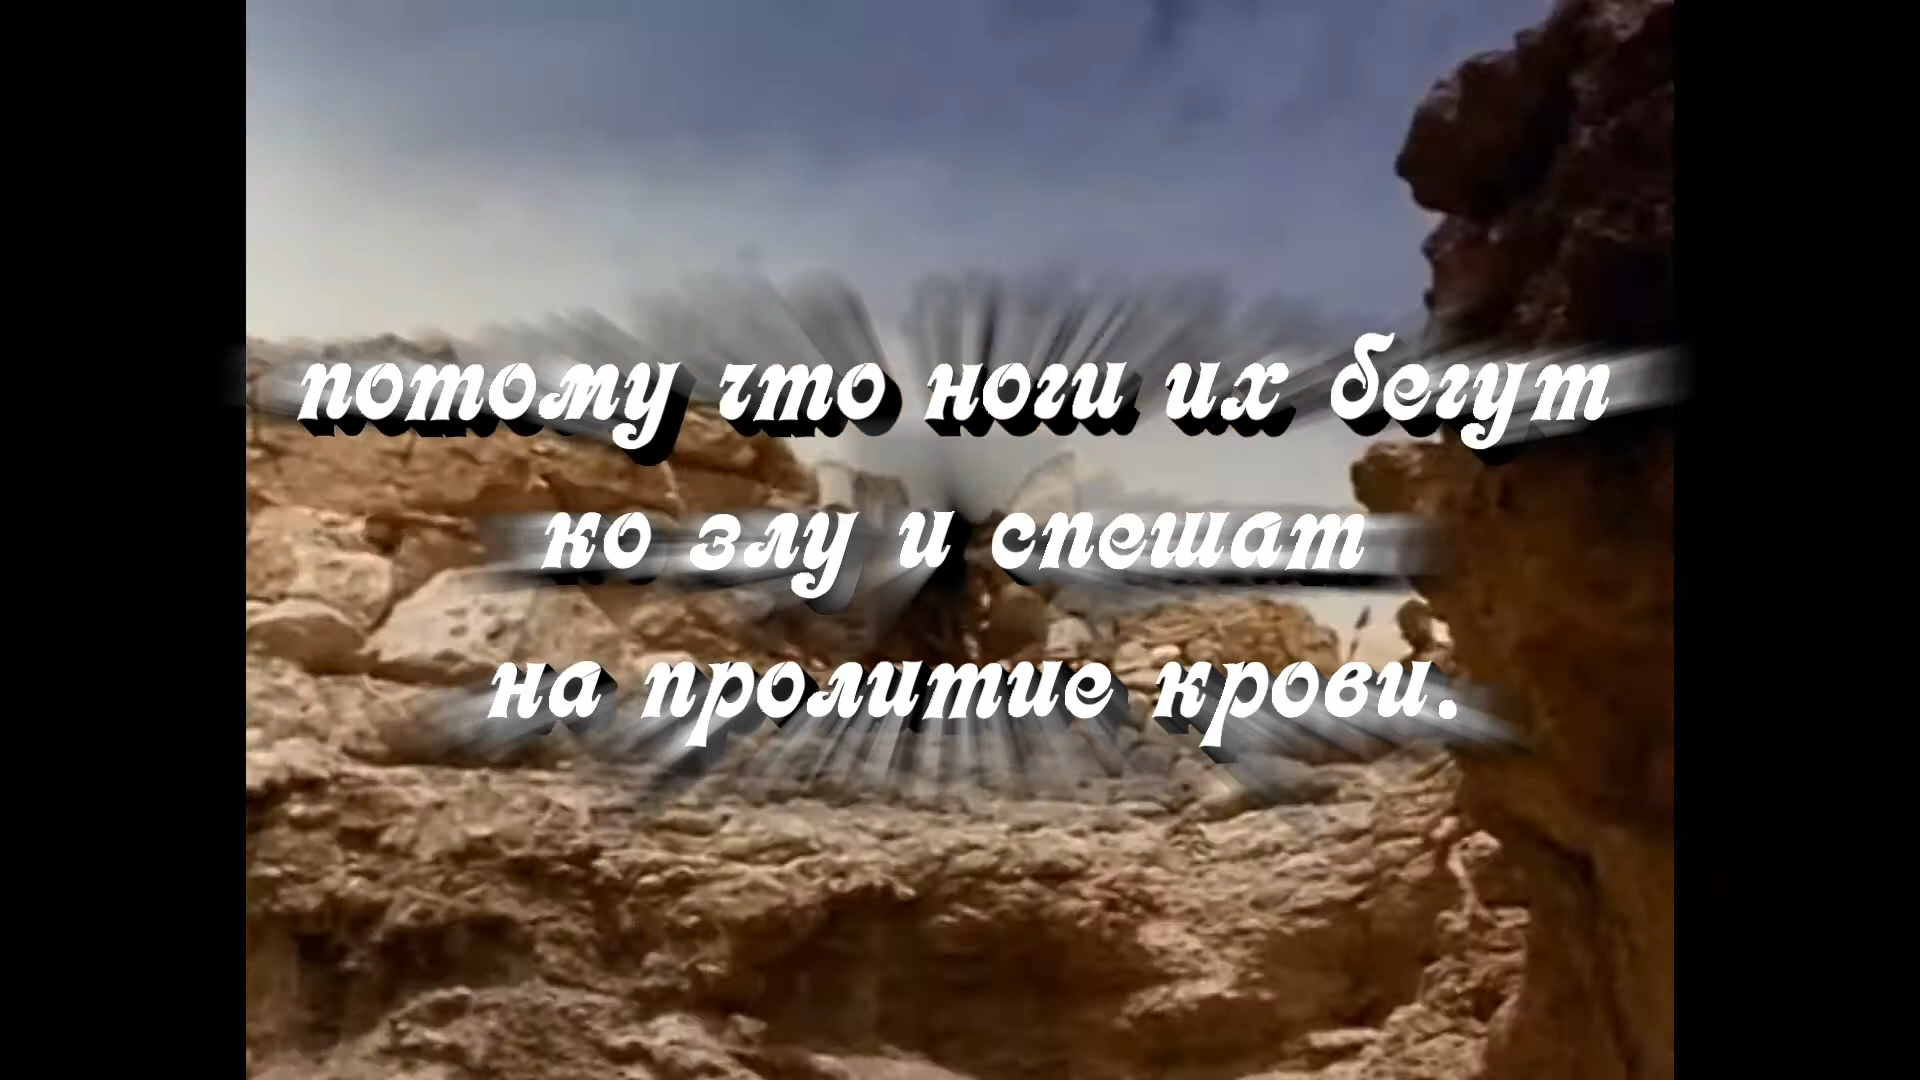 потому что ноги их бегут
ко злу и спешат
на пролитие крови.